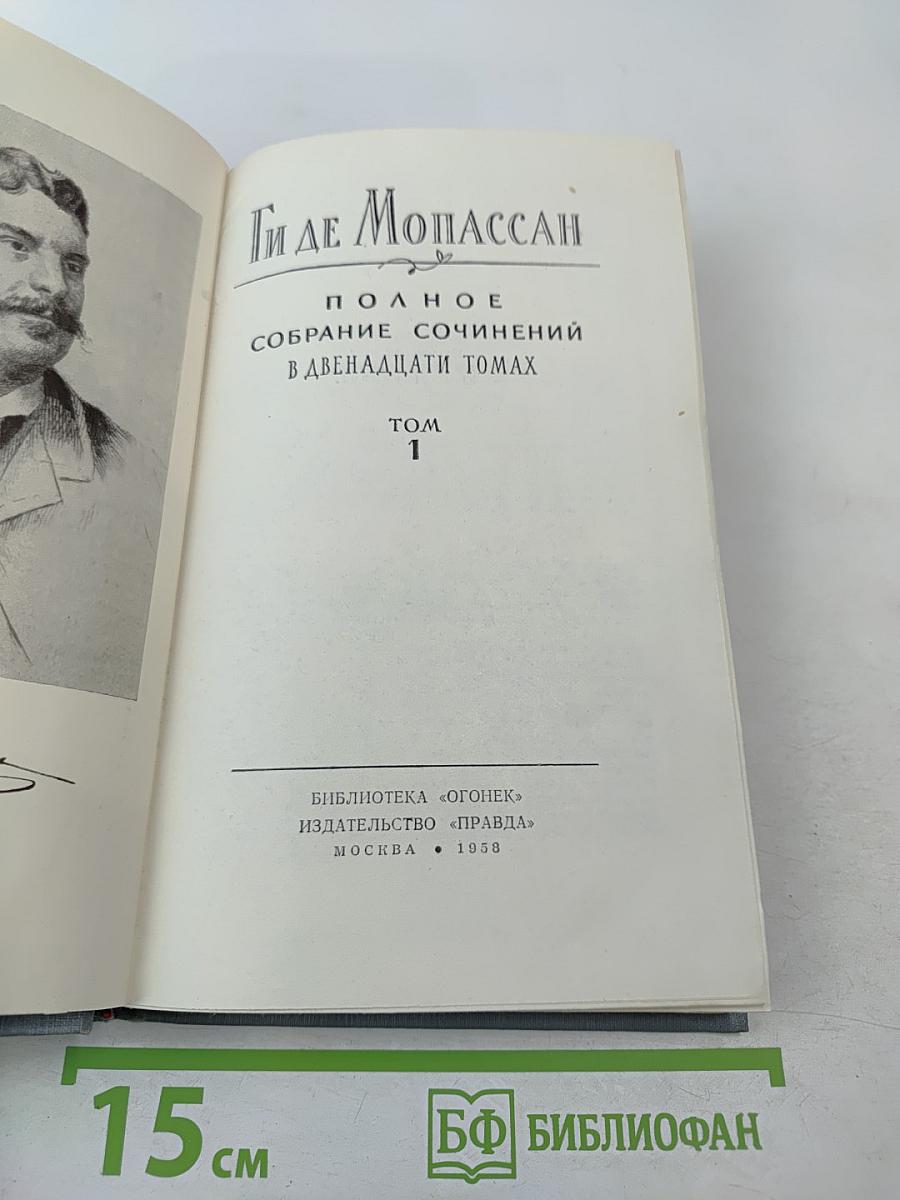 Ги де Мопассан
ПОЛНОЕ
СОБРАНИЕ СОЧИНЕНИЙ
В ДВЕНАДЦАТИ ТОМАХ
ТОМ
1
БИБЛИОТЕКА «ОГОНЕК»
ИЗДАТЕЛЬСТВО «ПРАВДА»
МОСКВА • 1958
15 см
БФ БИБЛИОФАН